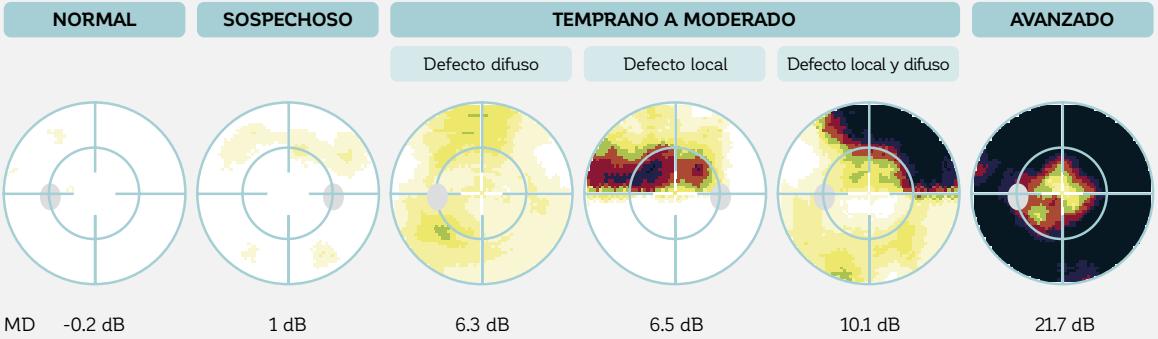 NORMAL SOSPECHOSO TEMPRANO A MODERADO AVANZADO
Defecto difuso Defecto local Defecto local y difuso
MD -0.2 dB 1 dB 6.3 dB 6.5 dB 10.1 dB 21.7 dB